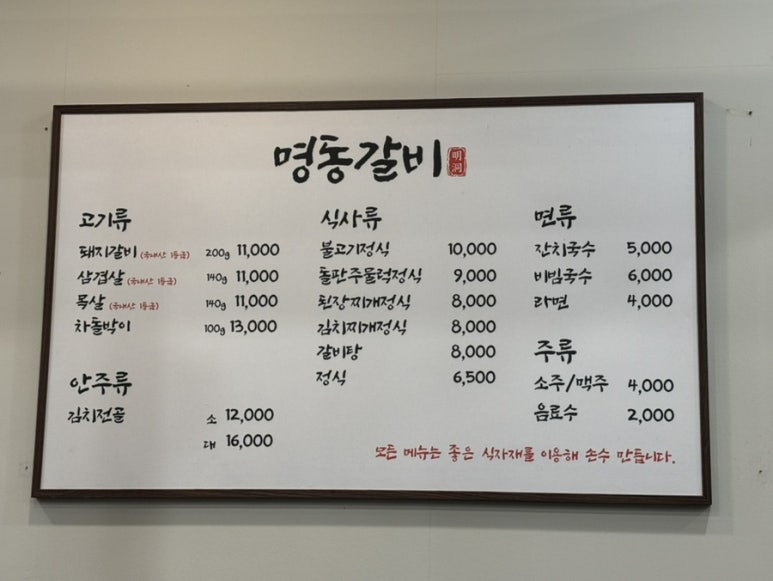 명동갈비
明洞
고기류
돼지갈비 (국내산 1등급) 200g 11,000
삼겹살 (국내산 1등급) 140g 11,000
목살 (국내산 1등급) 140g 11,000
차돌박이 100g 13,000
안주류
김치전골 소 12,000
대 16,000
식사류
불고기정식 10,000
돌판주물럭정식 9,000
된장찌개정식 8,000
김치찌개정식 8,000
갈비탕 8,000
정식 6,500
면류
잔치국수 5,000
비빔국수 6,000
라면 4,000
주류
소주/맥주 4,000
음료수 2,000
모든 메뉴는 좋은 식자재를 이용해 손수 만듭니다.